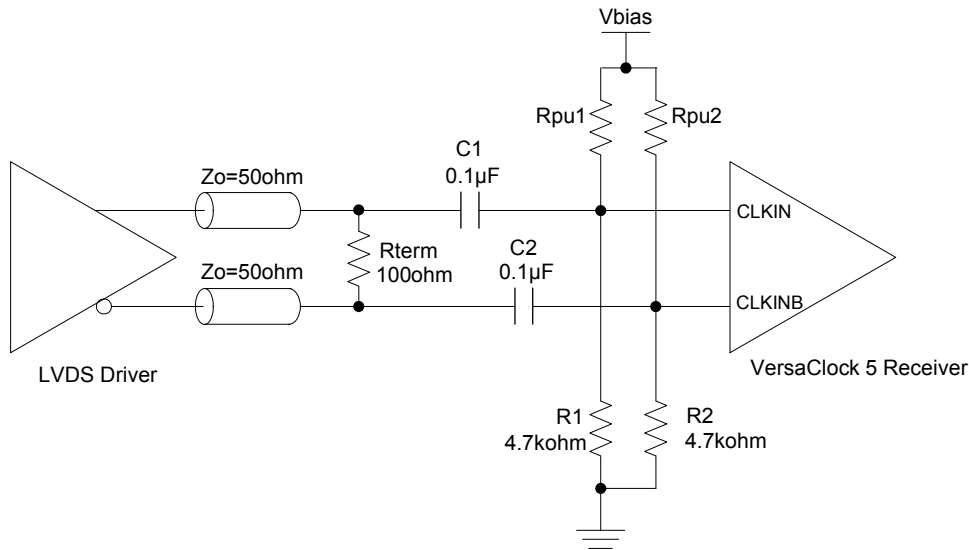 Vbias
Rpu1
Rpu2
C1
0.1µF
Zo=50ohm
CLKIN
Rterm
100ohm
C2
0.1µF
Zo=50ohm
CLKINB
LVDS Driver
VersaClock 5 Receiver
R1
4.7kohm
R2
4.7kohm